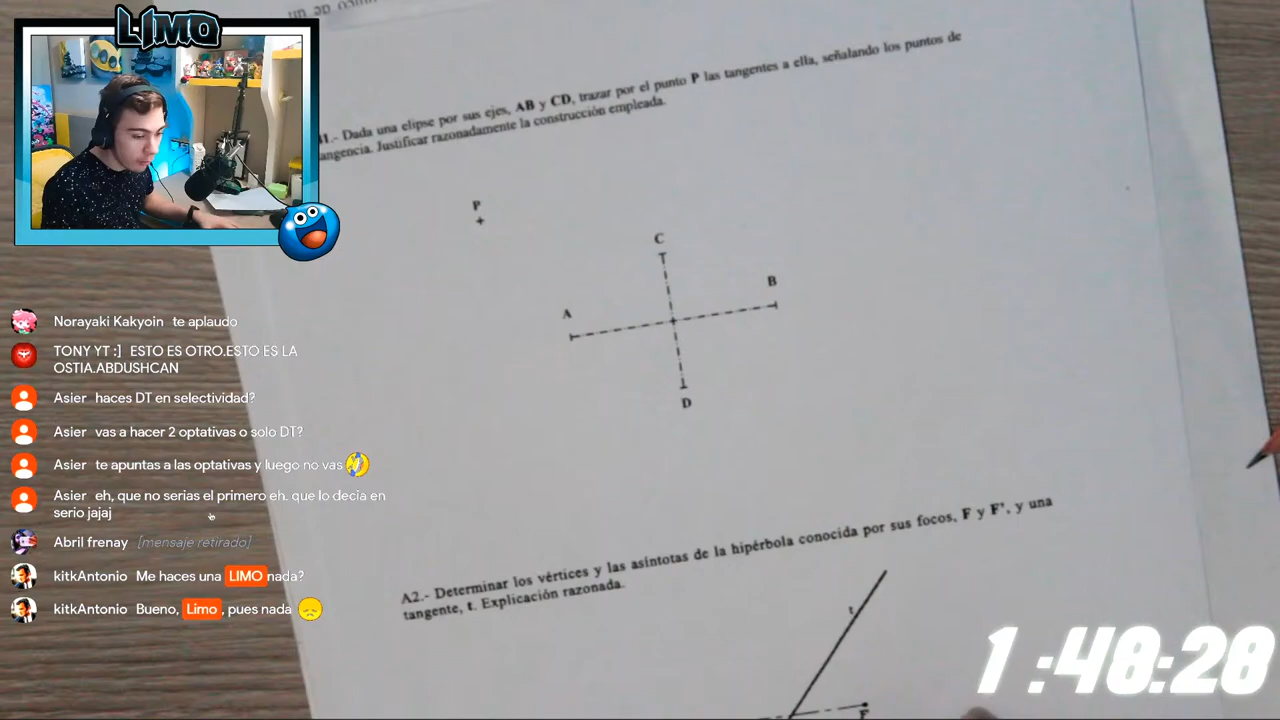 LIMO
81.- Dada una elipse por sus ejes, AB y CD, trazar por el punto P las tangentes a ella, señalando los puntos de
tangencia. Justificar razonadamente la construcción empleada.
P
C
B
A
D
Norayaki Kakyoin te aplaudo
TONY YT :] ESTO ES OTRO.ESTO ES LA
OSTIA.ABDUSHCAN
Asier haces DT en selectividad?
Asier vas a hacer 2 optativas o solo DT?
Asier te apuntas a las optativas y luego no vas
Asier eh, que no serias el primero eh. que lo decia en
serio jajaj
Abril frenay [mensaje retirado]
kitkAntonio Me haces una LIMO nada?
kitkAntonio Bueno, Limo , pues nada
A2.- Determinar los vértices y las asíntotas de la hipérbola conocida por sus focos, F y F', y una
tangente, t. Explicación razonada.
t
F
1:48:28